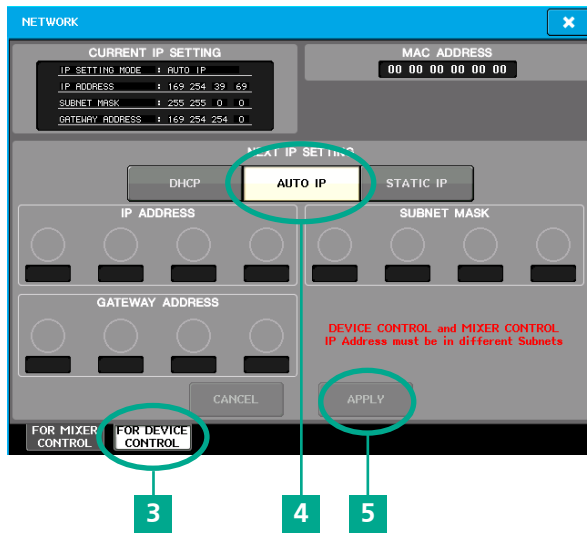 NETWORK
CURRENT IP SETTING
IP SETTING MODE : AUTO IP
IP ADDRESS : 169 254 39 69
SUBNET MASK : 255 255 0 0
GATEWAY ADDRESS : 169 254 254 0
MAC ADDRESS
00 00 00 00 00 00
NEXT IP SETTING
DHCP AUTO IP STATIC IP
IP ADDRESS
SUBNET MASK
GATEWAY ADDRESS
DEVICE CONTROL and MIXER CONTROL
IP Address must be in different Subnets
CANCEL APPLY
FOR MIXER
CONTROL
FOR DEVICE
CONTROL
3 4 5